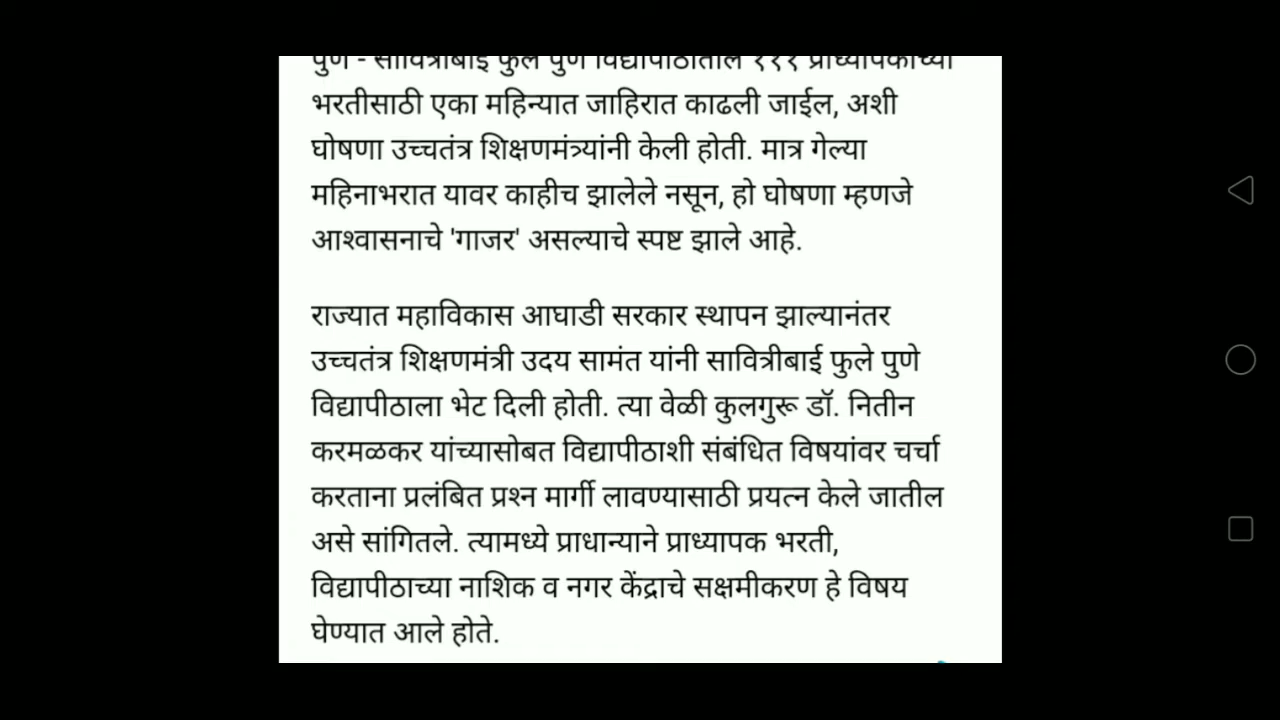 पुणे - सावित्रीबाई फुले पुणे विद्यापीठातील १११ प्राध्यापकांच्या
भरतीसाठी एका महिन्यात जाहिरात काढली जाईल, अशी
घोषणा उच्चतंत्र शिक्षणमंत्र्यांनी केली होती. मात्र गेल्या
महिनाभरात यावर काहीच झालेले नसून, हो घोषणा म्हणजे
आश्वासनाचे 'गाजर' असल्याचे स्पष्ट झाले आहे.
राज्यात महाविकास आघाडी सरकार स्थापन झाल्यानंतर
उच्चतंत्र शिक्षणमंत्री उदय सामंत यांनी सावित्रीबाई फुले पुणे
विद्यापीठाला भेट दिली होती. त्या वेळी कुलगुरू डॉ. नितीन
करमळकर यांच्यासोबत विद्यापीठाशी संबंधित विषयांवर चर्चा
करताना प्रलंबित प्रश्न मार्गी लावण्यासाठी प्रयत्न केले जातील
असे सांगितले. त्यामध्ये प्राधान्याने प्राध्यापक भरती,
विद्यापीठाच्या नाशिक व नगर केंद्राचे सक्षमीकरण हे विषय
घेण्यात आले होते.